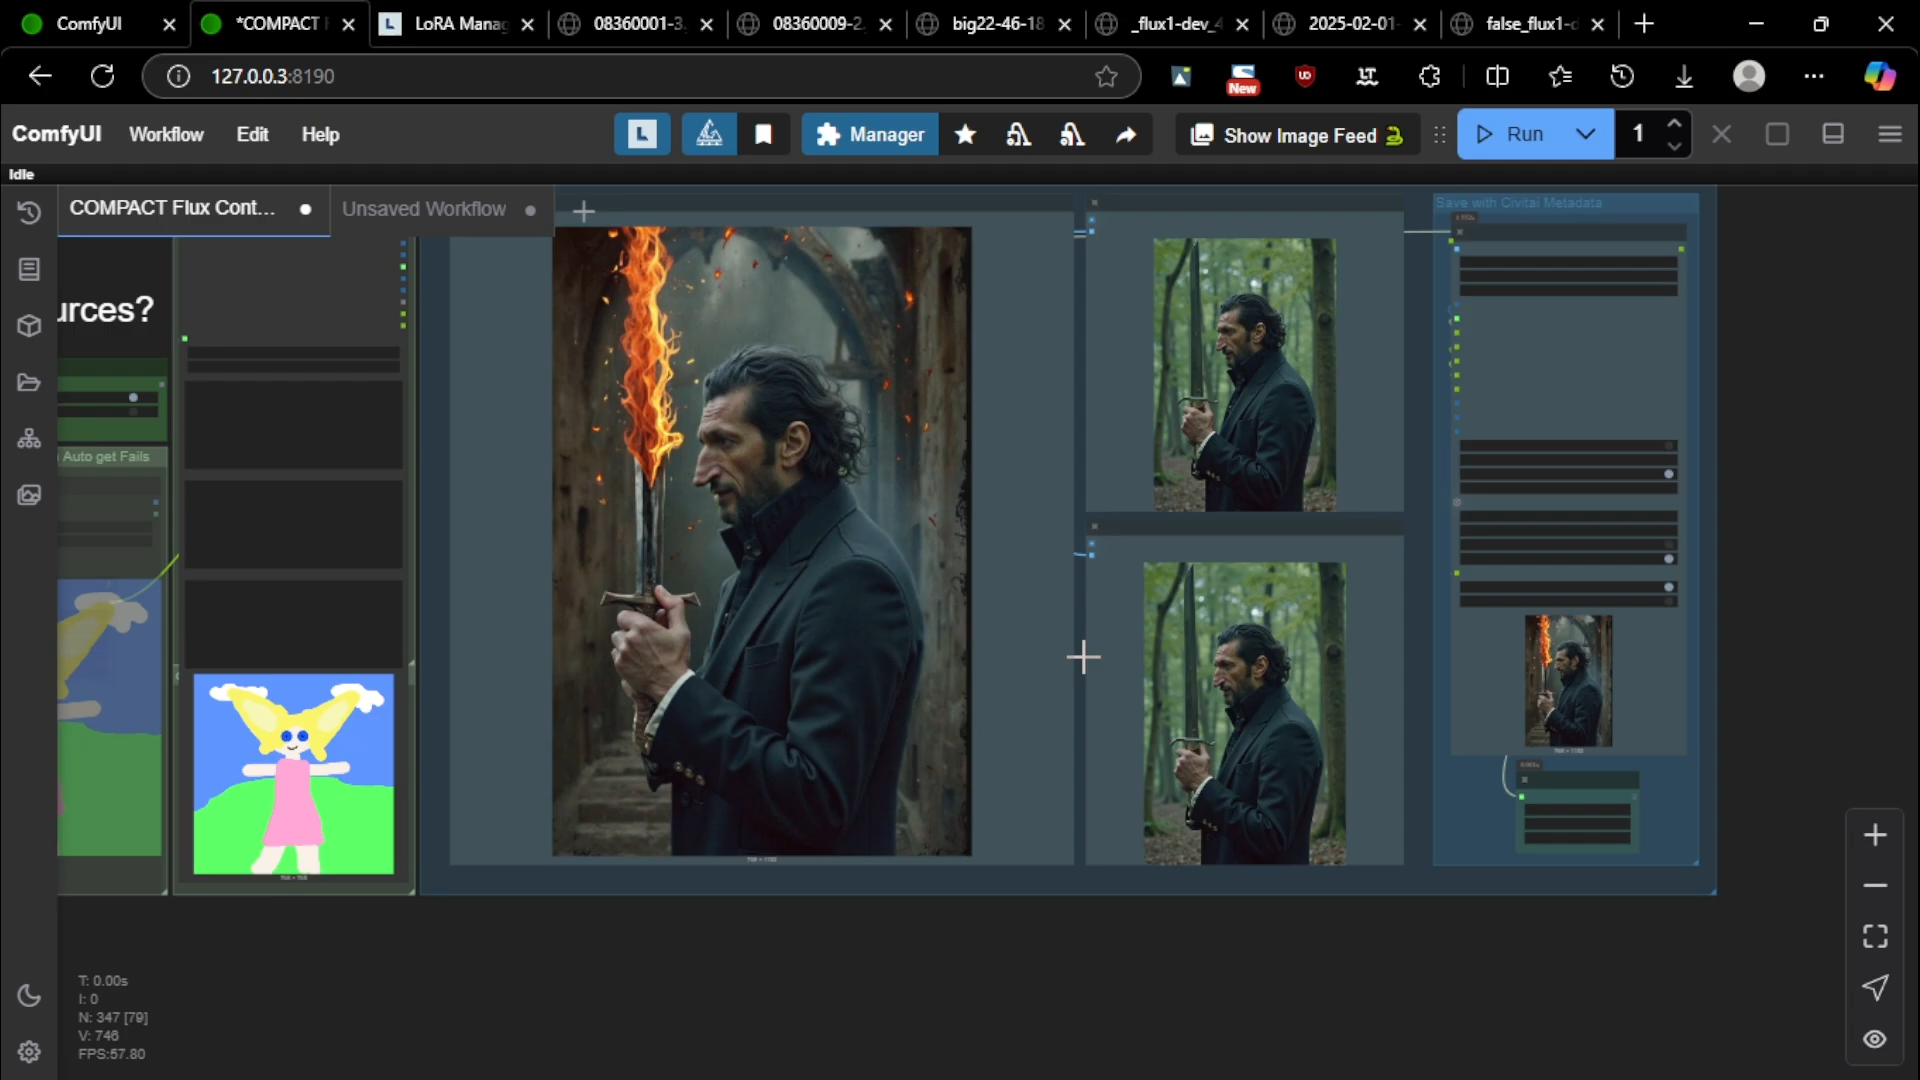 ComfyUI
*COMPACT F
L LoRA Manag
08360001-3.
08360009-2.
big22-46-18
_flux1-dev_4
2025-02-01-
false_flux1-d
127.0.0.3:8190
New
ComfyUI Workflow Edit Help
L
Manager
Show Image Feed
Run
1
Idle
COMPACT Flux Cont...
Unsaved Workflow
Save with Civitai Metadata
urces?
Auto get Fails
T: 0.00s
I: 0
N: 347 [79]
V: 746
FPS:57.80